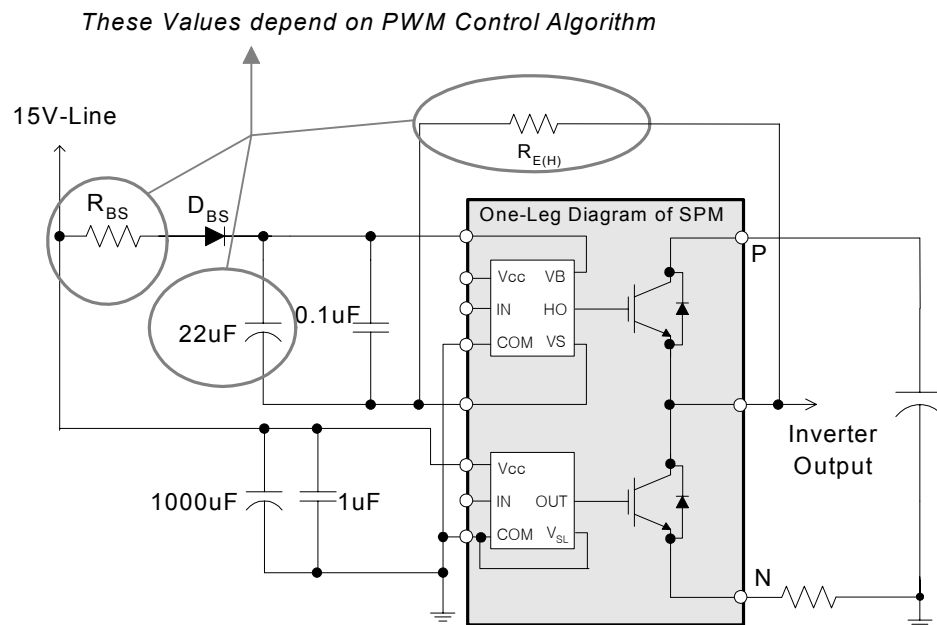 These Values depend on PWM Control Algorithm
15V-Line
R_E(H)
R_BS
D_BS
One-Leg Diagram of SPM
P
Vcc VB
IN HO
COM VS
22uF
0.1uF
Inverter
Output
Vcc
IN OUT
COM V_SL
1000uF
1uF
N